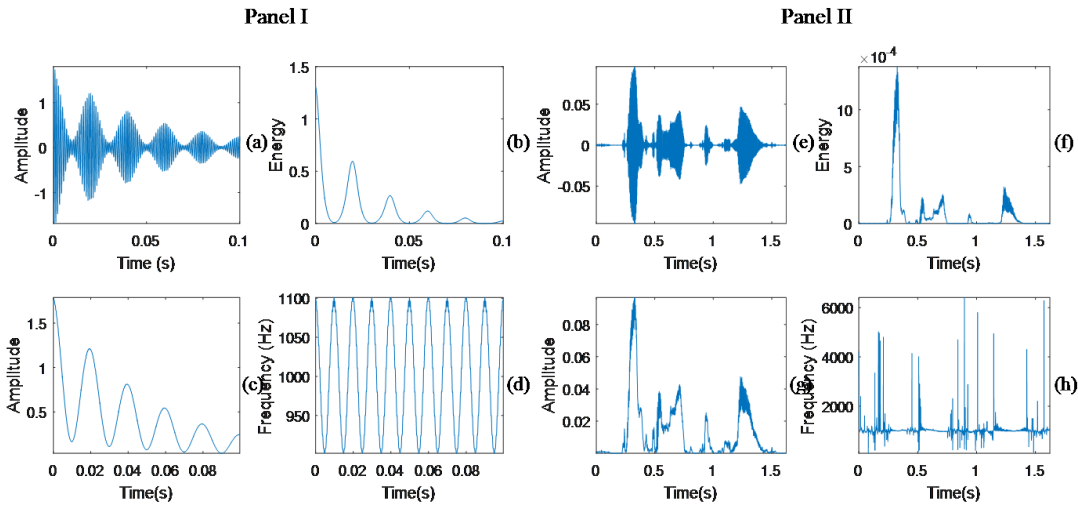 Panel I
Panel II
Amplitude
1
0
-1
0
0.05
0.1
Time (s)
(a)
Energy
1.5
1
0.5
0
0
0.05
0.1
Time(s)
(b)
Amplitude
0.05
0
-0.05
0
0.5
1
1.5
Time(s)
(e)
×10-4
Energy
10
5
0
0
0.5
1
1.5
Time(s)
(f)
Amplitude
1.5
1
0.5
0
0.02
0.04
0.06
0.08
Time(s)
(c)
Frequency (Hz)
1100
1050
1000
950
0
0.02
0.04
0.06
0.08
Time(s)
(d)
Amplitude
0.08
0.06
0.04
0.02
0
0.5
1
1.5
Time(s)
(g)
Frequency (Hz)
6000
4000
2000
0
0.5
1
1.5
Time(s)
(h)